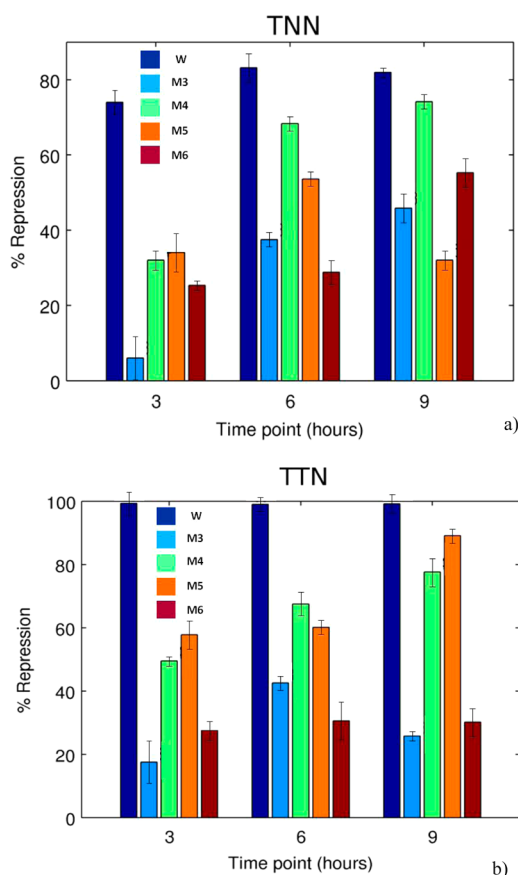 TNN
W
M3
M4
M5
M6
80
60
40
20
0
% Repression
3 6 9
Time point (hours)
a)
TTN
W
M3
M4
M5
M6
100
80
60
40
20
0
% Repression
3 6 9
Time point (hours)
b)